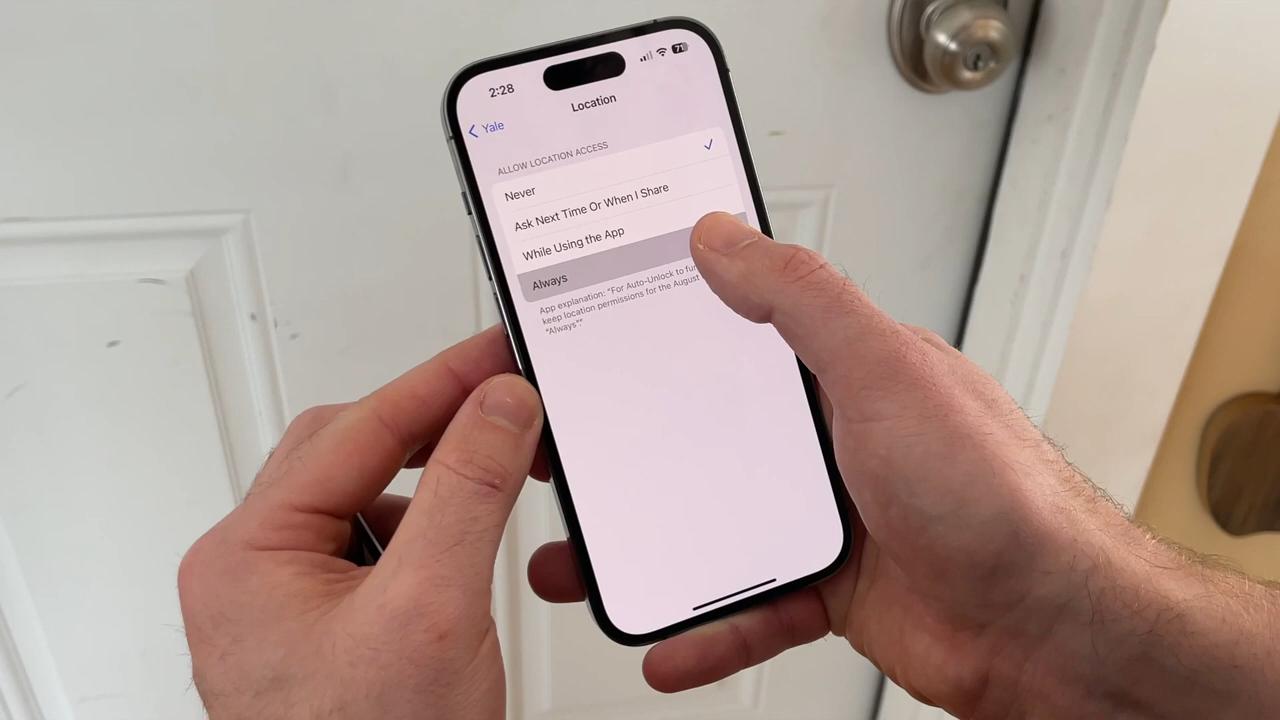 2:28
71
Location
Yale
ALLOW LOCATION ACCESS
Never
Ask Next Time Or When I Share
While Using the App
Always
App explanation: “For Auto-Unlock to
keep location permissions for the August
“Always”.”